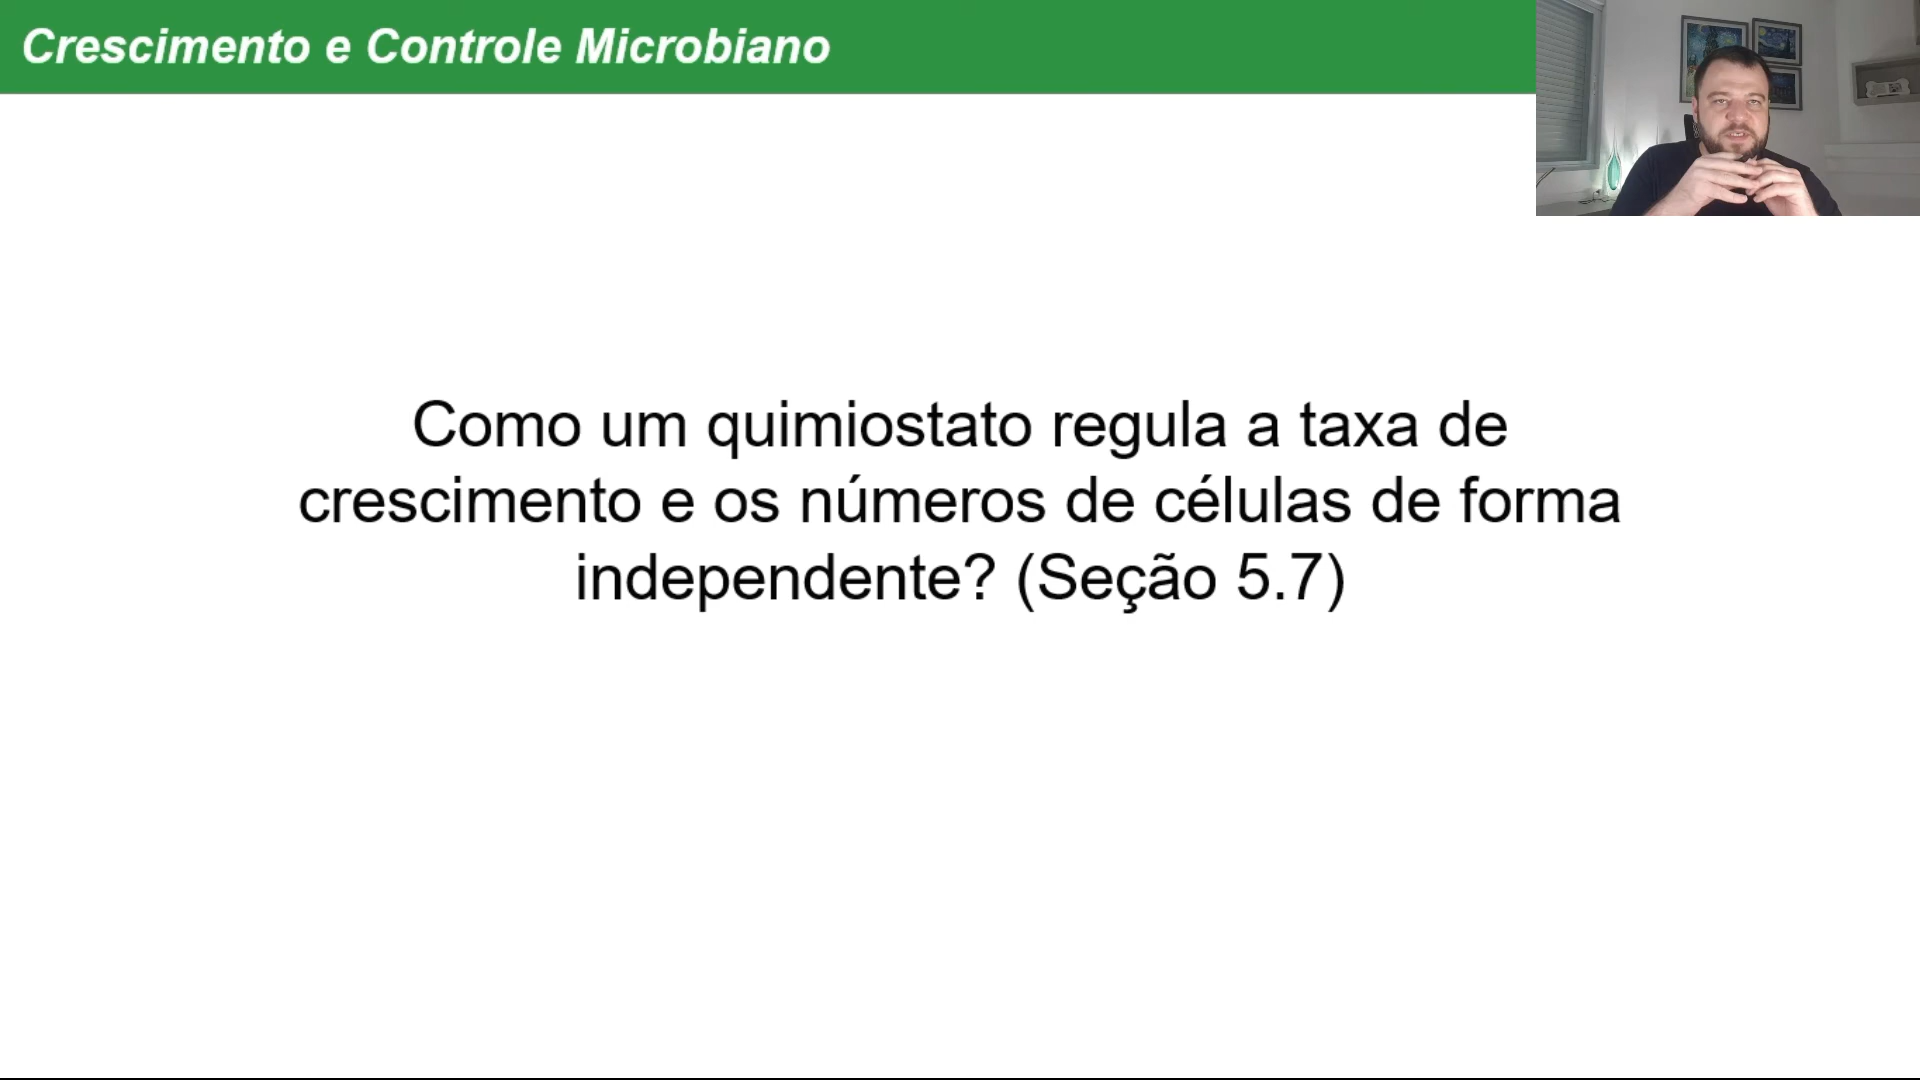 Crescimento e Controle Microbiano
Como um quimiostato regula a taxa de
crescimento e os números de células de forma
independente? (Seção 5.7)